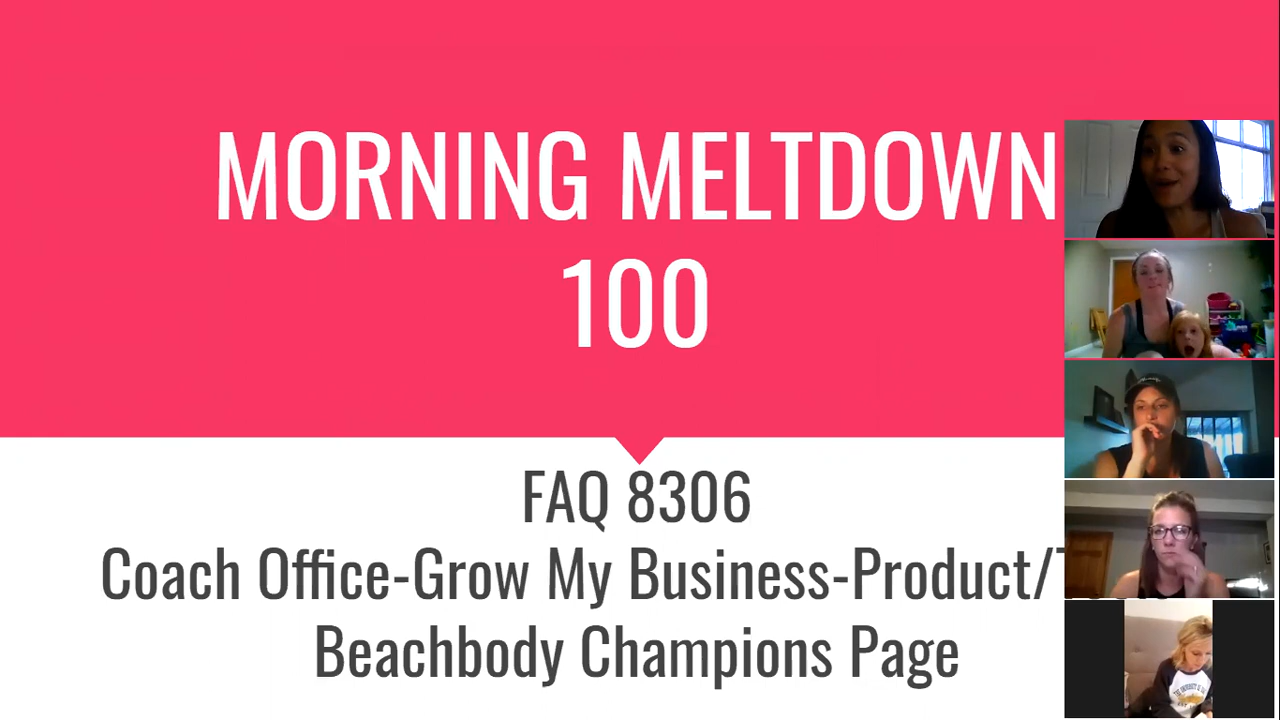 MORNING MELTDOWN
100
FAQ 8306
Coach Office-Grow My Business-Product/
Beachbody Champions Page